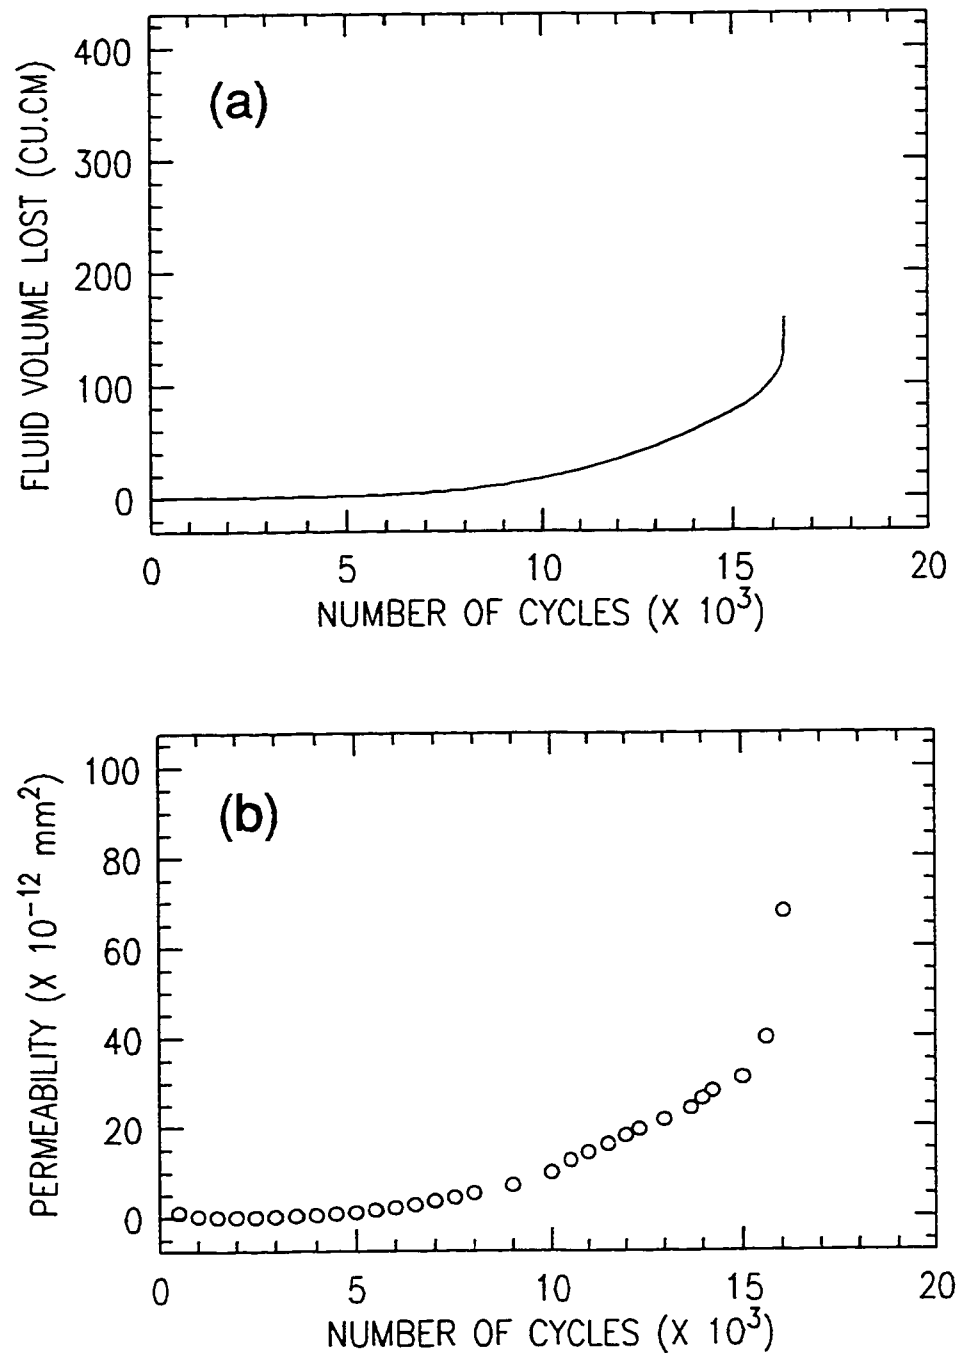 (a)
FLUID VOLUME LOST (CU.CM)
400
300
200
100
0
0 5 10 15 20
NUMBER OF CYCLES (X 10³)
(b)
PERMEABILITY (X 10⁻¹² mm²)
100
80
60
40
20
0
0 5 10 15 20
NUMBER OF CYCLES (X 10³)